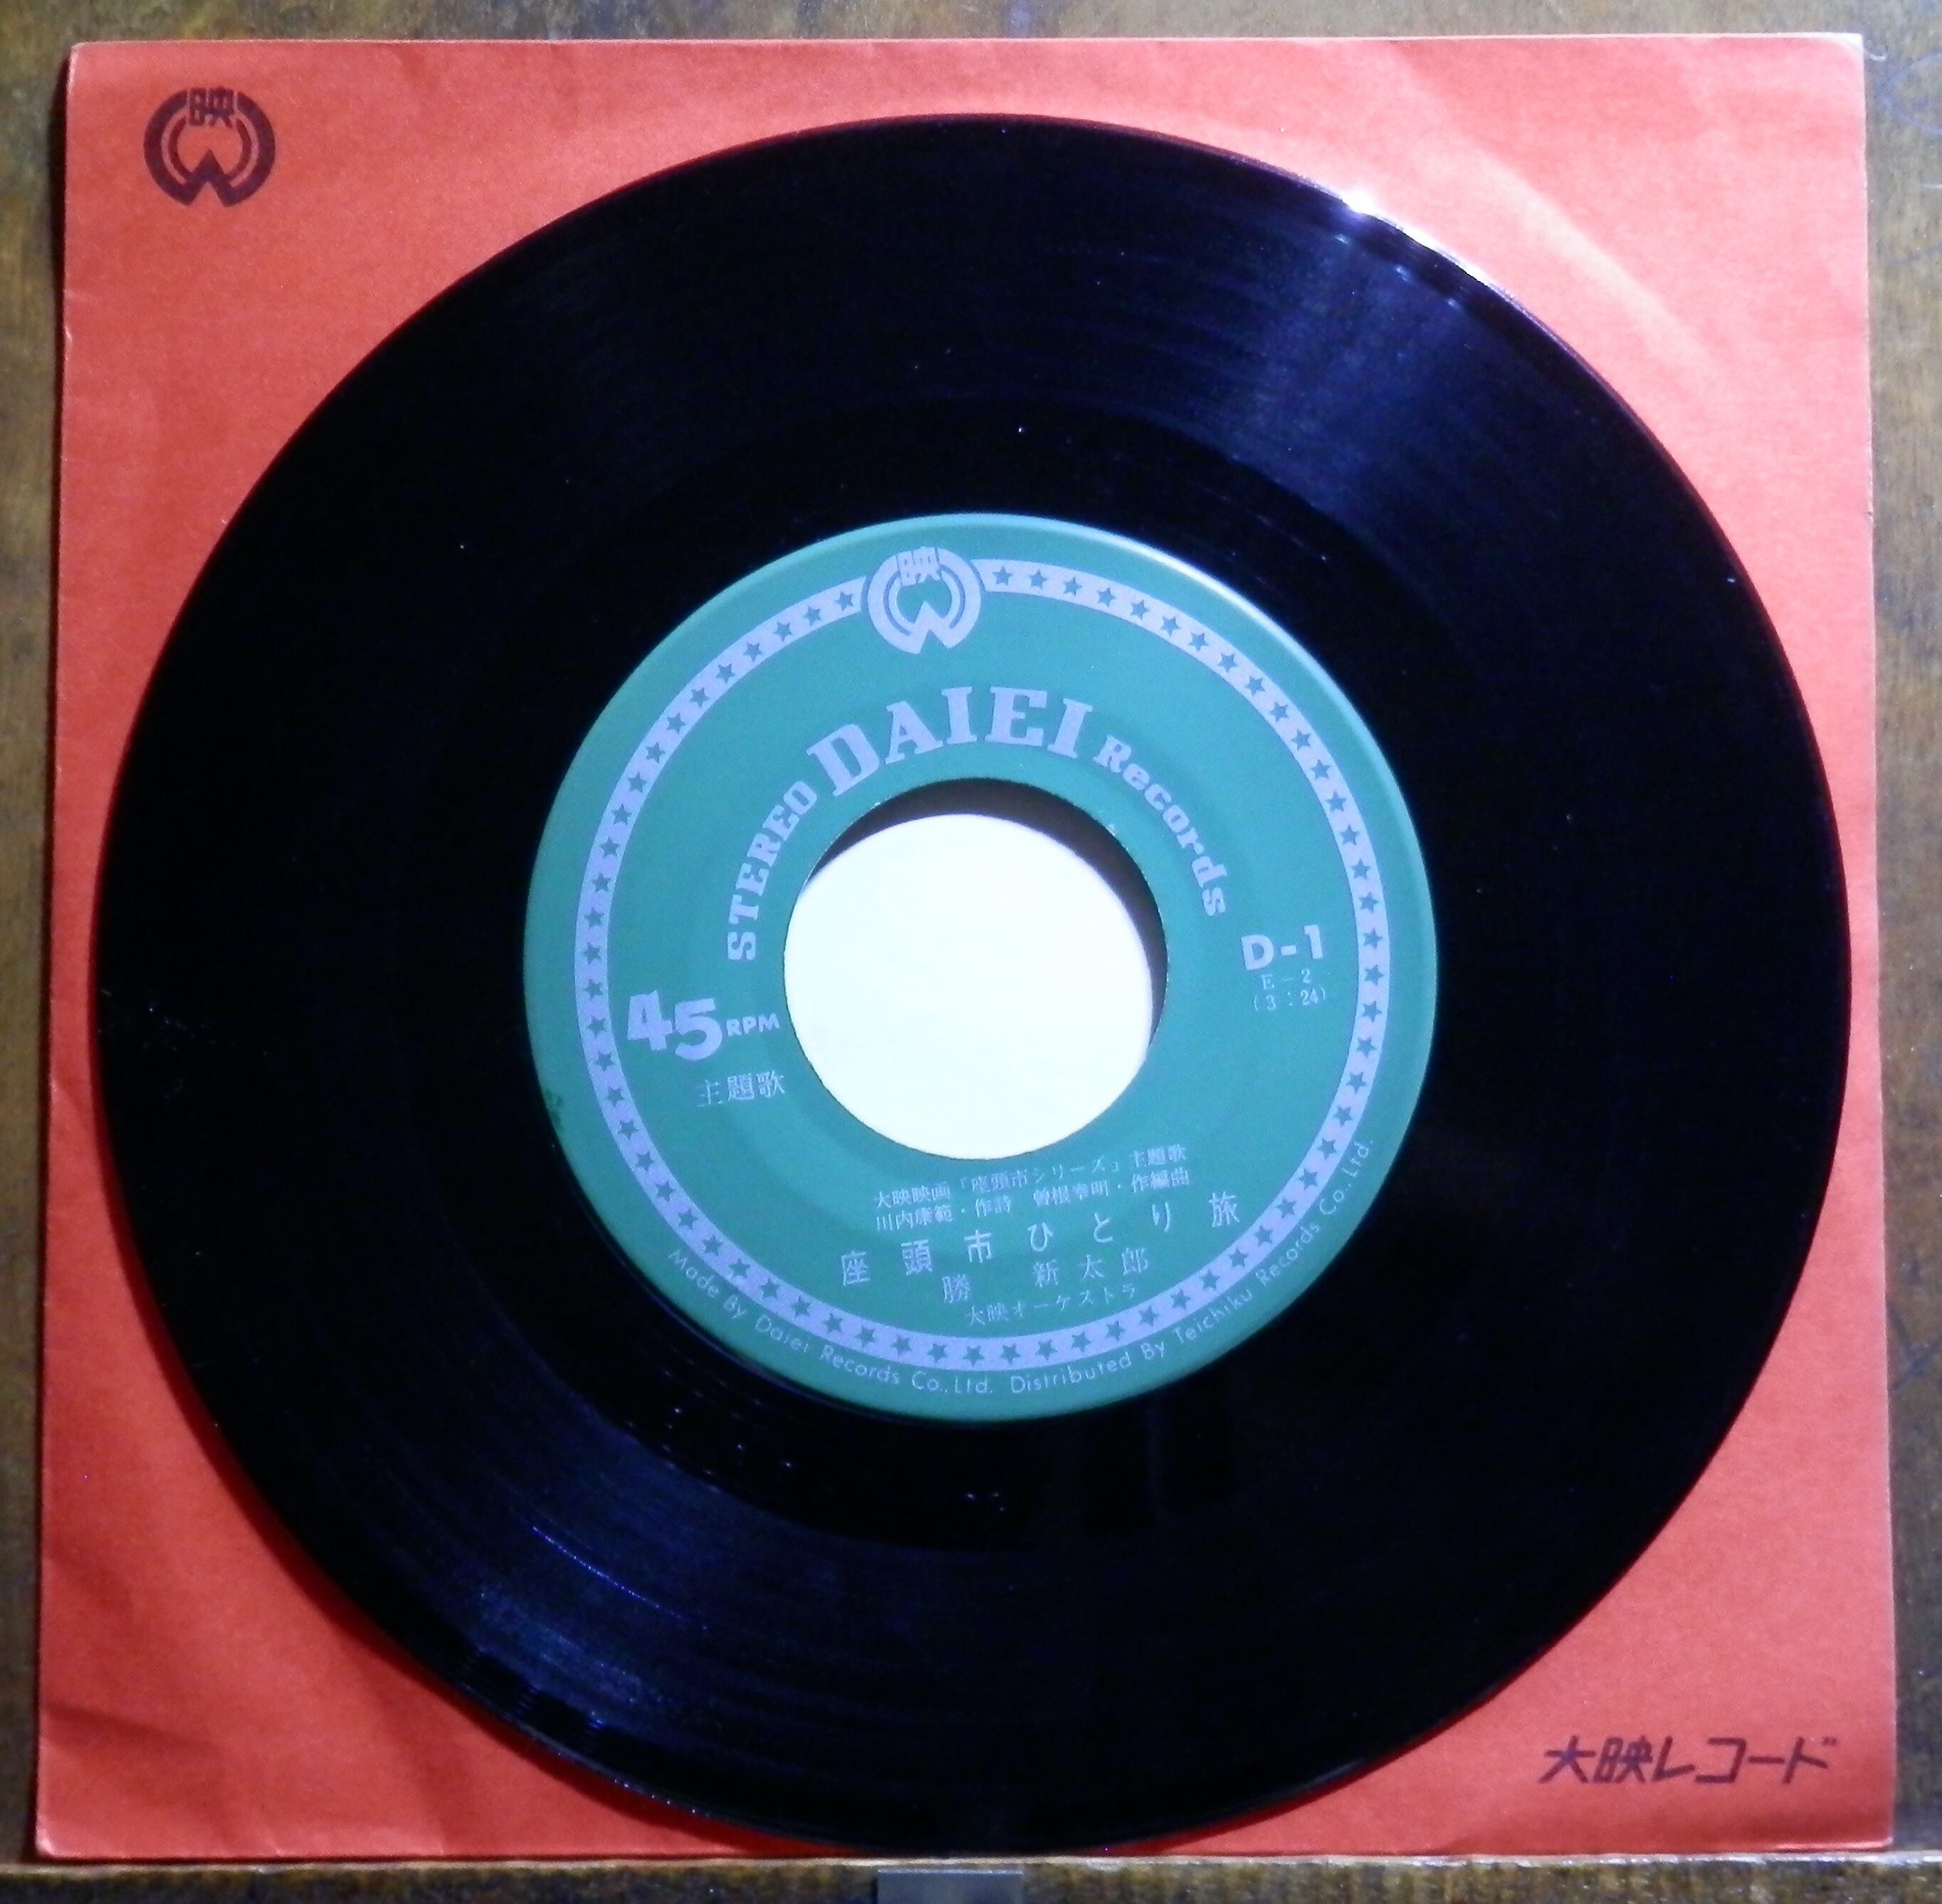 映
映
STEREO DAIEI Records
D-1
E-2
(3:24)
45 RPM
主題歌
大映映画「座頭市シリーズ」主題歌
川内康範・作詩 曽根幸明・作編曲
座頭市ひとり旅
勝 新太郎
大映オーケストラ
Made By Daiei Records Co., Ltd. Distributed By Teichiku Records Co., Ltd.
大映レコード